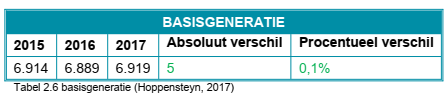 BASISGENERATIE
2015 2016 2017 Absoluut verschil Procentueel verschil
6.914 6.889 6.919 5 0,1%
Tabel 2.6 basisgeneratie (Hoppensteyn, 2017)